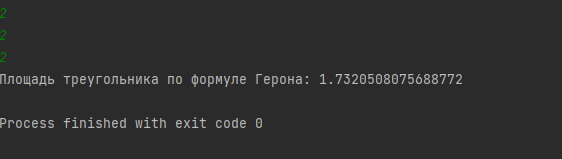 2
2
2
Площадь треугольника по формуле Герона: 1.7320508075688772
Process finished with exit code 0